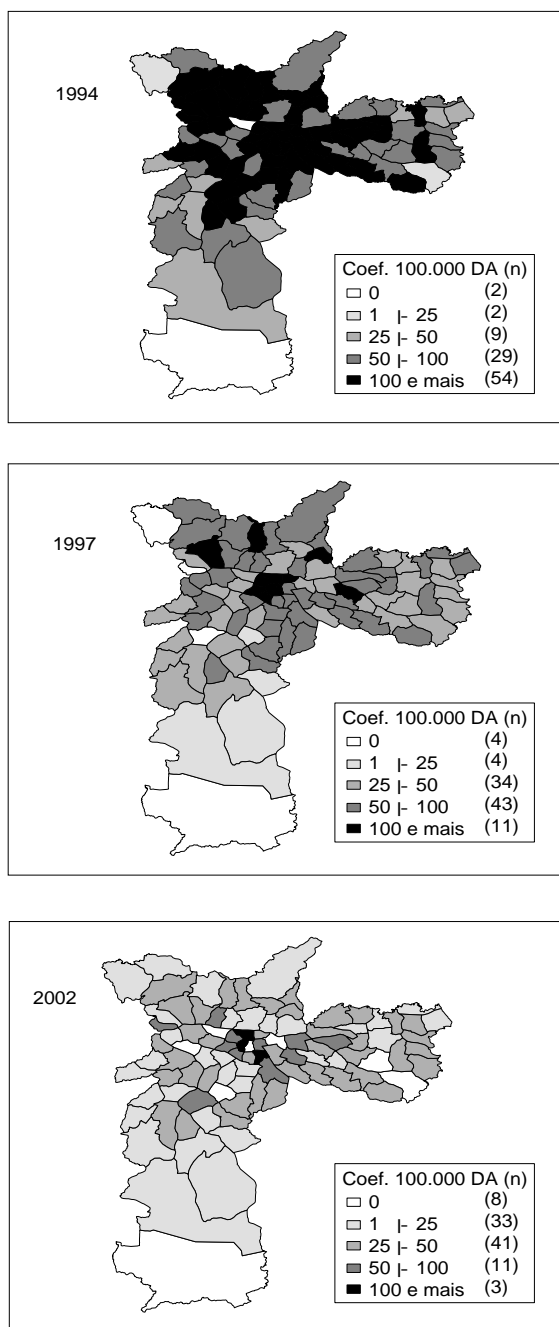 1994
Coef. 100.000 DA (n)
0 (2)
1 |- 25 (2)
25 |- 50 (9)
50 |- 100 (29)
100 e mais (54)
1997
Coef. 100.000 DA (n)
0 (4)
1 |- 25 (4)
25 |- 50 (34)
50 |- 100 (43)
100 e mais (11)
2002
Coef. 100.000 DA (n)
0 (8)
1 |- 25 (33)
25 |- 50 (41)
50 |- 100 (11)
100 e mais (3)